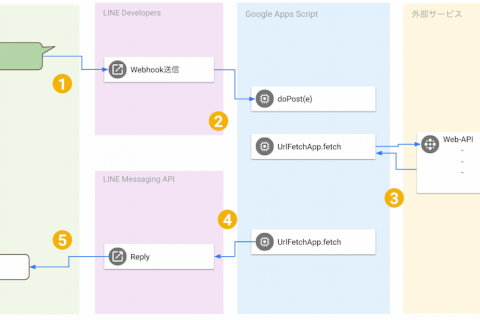 LINE Developers
Google Apps Script
外部サービス
Webhook送信
1
2
doPost(e)
UrlFetchApp.fetch
Web-API
-
-
-
3
LINE Messaging API
4
UrlFetchApp.fetch
5
Reply